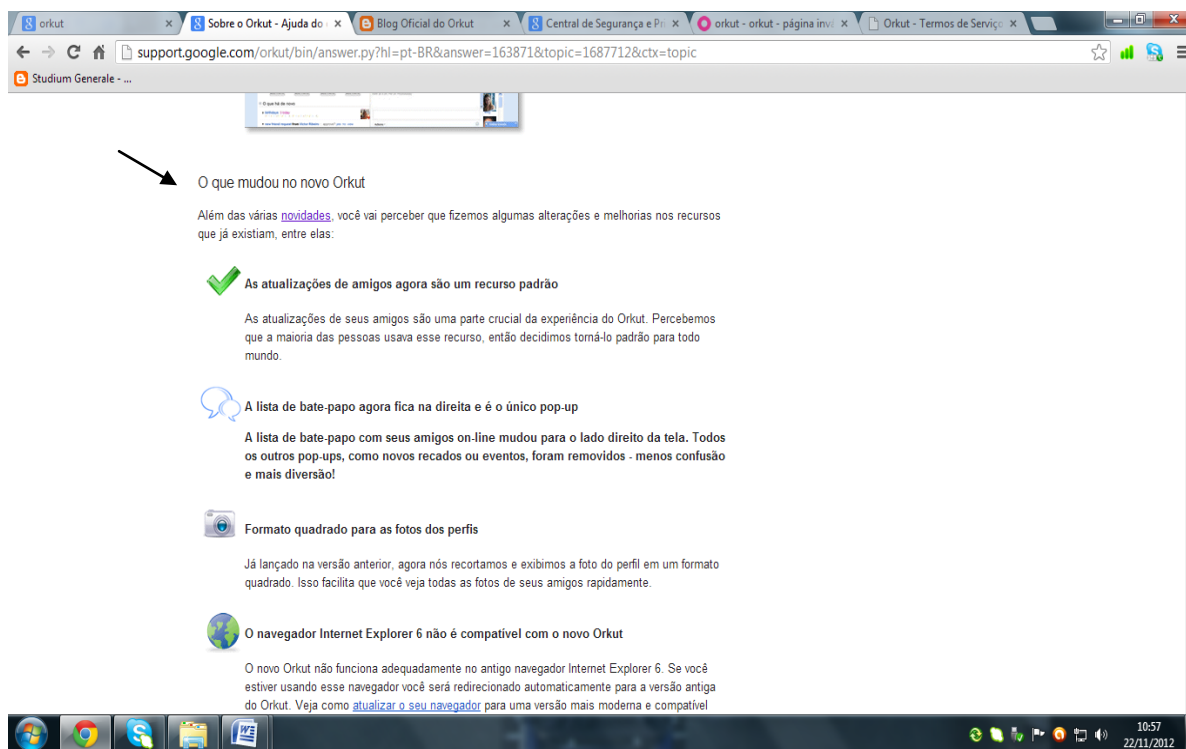 orkut
Sobre o Orkut - Ajuda do
Blog Oficial do Orkut
Central de Segurança e Pri
orkut - orkut - página invá
Orkut - Termos de Serviço
support.google.com/orkut/bin/answer.py?hl=pt-BR&answer=163871&topic=1687712&ctx=topic
Studium Generale - ...
O que há de novo
O que mudou no novo Orkut
Além das várias novidades, você vai perceber que fizemos algumas alterações e melhorias nos recursos
que já existiam, entre elas:
As atualizações de amigos agora são um recurso padrão
As atualizações de seus amigos são uma parte crucial da experiência do Orkut. Percebemos
que a maioria das pessoas usava esse recurso, então decidimos torná-lo padrão para todo
mundo.
A lista de bate-papo agora fica na direita e é o único pop-up
A lista de bate-papo com seus amigos on-line mudou para o lado direito da tela. Todos
os outros pop-ups, como novos recados ou eventos, foram removidos - menos confusão
e mais diversão!
Formato quadrado para as fotos dos perfis
Já lançado na versão anterior, agora nós recortamos e exibimos a foto do perfil em um formato
quadrado. Isso facilita que você veja todas as fotos de seus amigos rapidamente.
O navegador Internet Explorer 6 não é compatível com o novo Orkut
O novo Orkut não funciona adequadamente no antigo navegador Internet Explorer 6. Se você
estiver usando esse navegador você será redirecionado automaticamente para a versão antiga
do Orkut. Veja como atualizar o seu navegador para uma versão mais moderna e compatível
10:57
22/11/2012